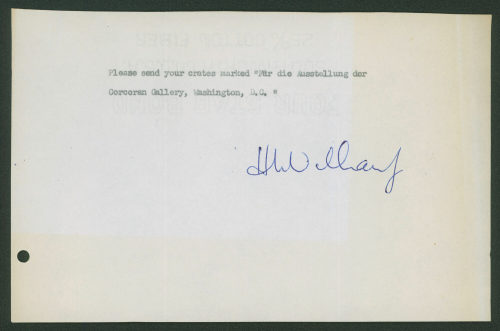 Please send your crates marked "Für die Ausstellung der
Corcoran Gallery, Washington, D.C. "